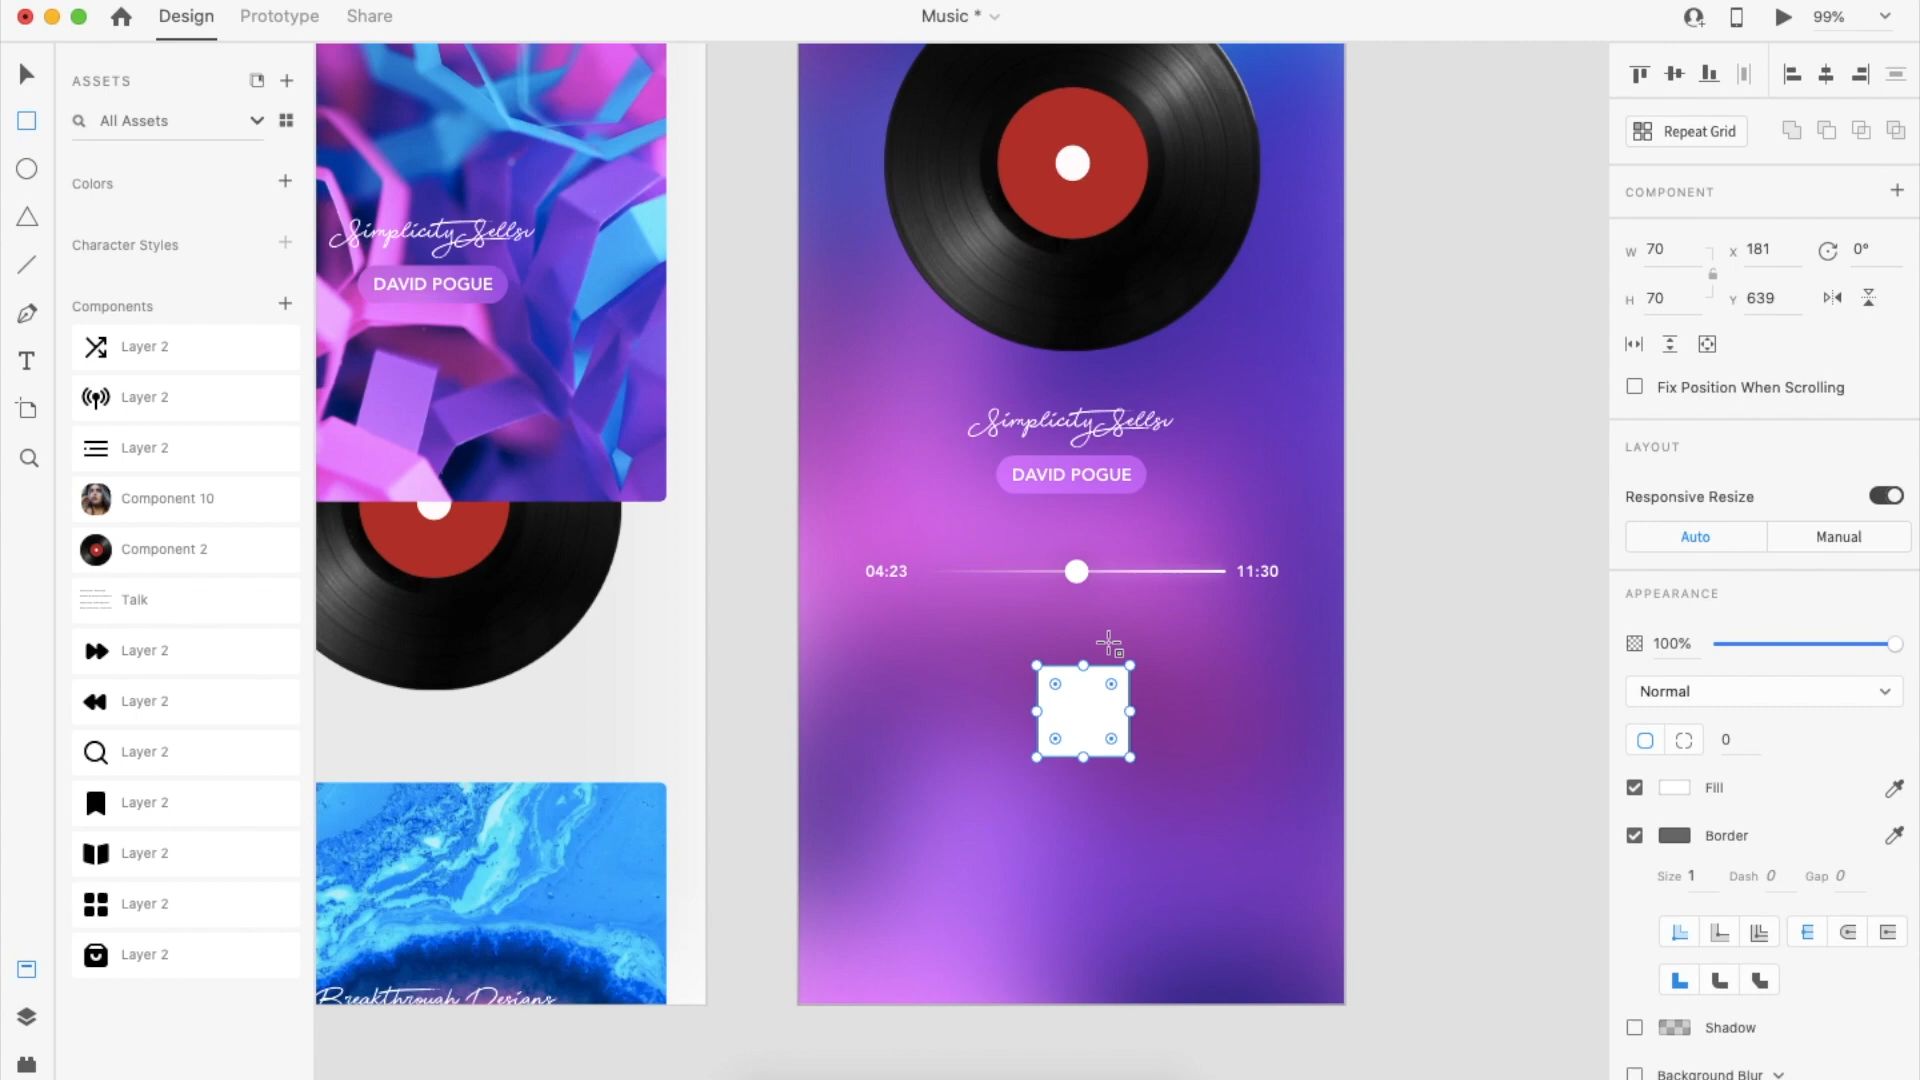 Design
Prototype
Share
Music *
99%
ASSETS
All Assets
Colors
Character Styles
Components
Layer 2
Layer 2
Layer 2
Component 10
Component 2
Talk
Layer 2
Layer 2
Layer 2
Layer 2
Layer 2
Layer 2
Layer 2
Simplicity Sells
DAVID POGUE
Breakthrough Designs
Simplicity Sells
DAVID POGUE
04:23
11:30
Repeat Grid
COMPONENT
W 70 X 181 0°
H 70 Y 639
Fix Position When Scrolling
LAYOUT
Responsive Resize
Auto
Manual
APPEARANCE
100%
Normal
0
Fill
Border
Size 1 Dash 0 Gap 0
Shadow
Background Blur